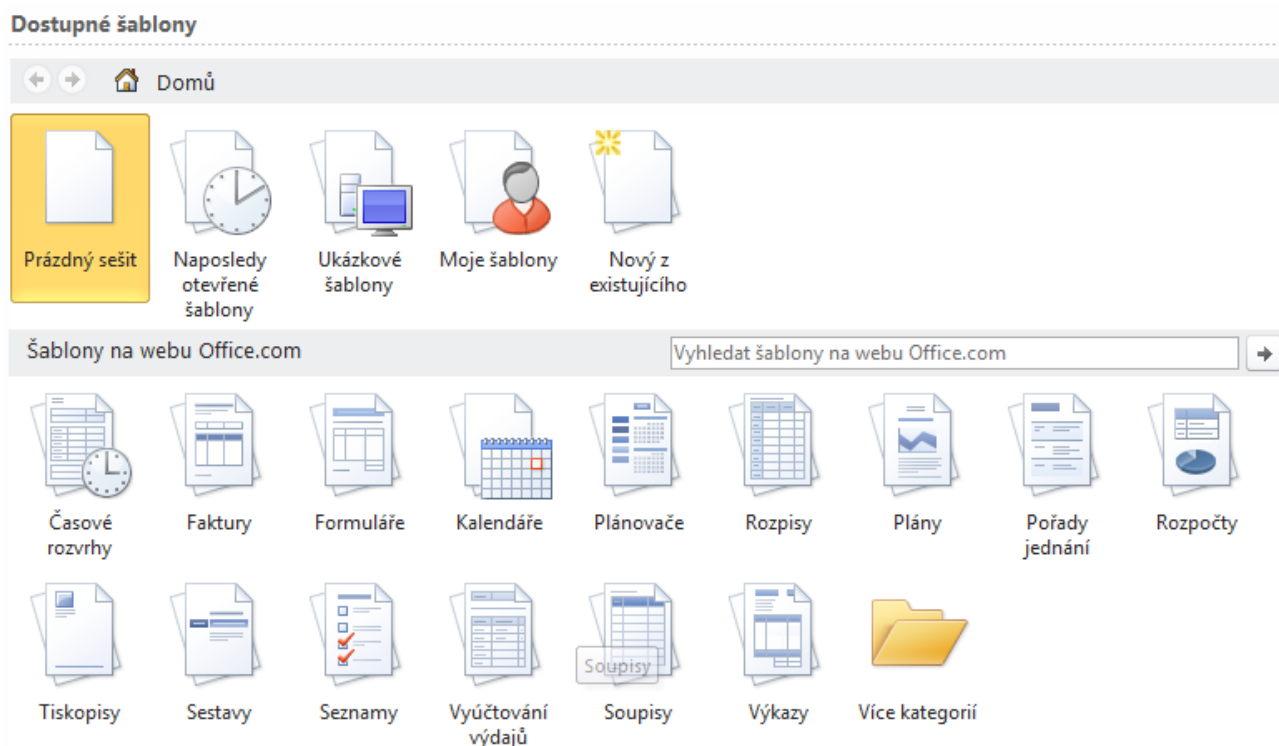 Dostupné šablony
Domů
Prázdný sešit
Naposledy
otevřené
šablony
Ukázkové
šablony
Moje šablony
Nový z
existujícího
Šablony na webu Office.com
Vyhledat šablony na webu Office.com
Časové
rozvrhy
Faktury
Formuláře
Kalendáře
Plánovače
Rozpisy
Plány
Pořady
jednání
Rozpočty
Tiskopisy
Sestavy
Seznamy
Vyúčtování
výdajů
Soupisy
Soupisy
Výkazy
Více kategorií